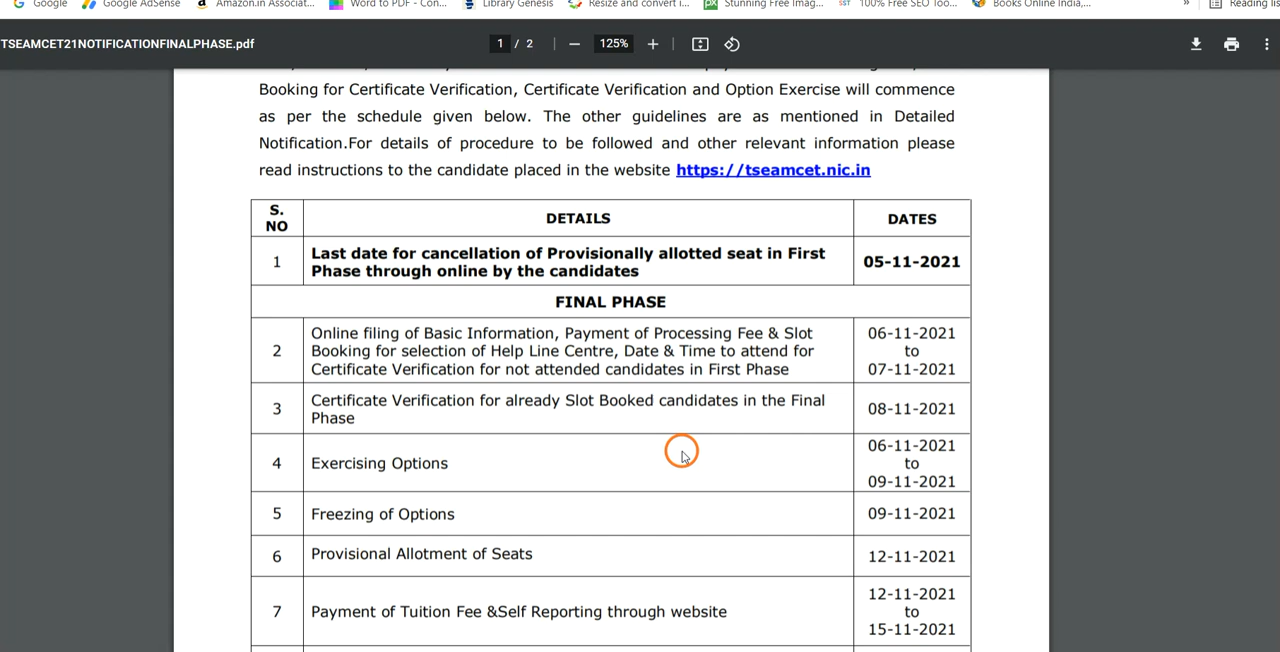 Google Google AdSense Amazon.in Associat... Word to PDF - Con... Library Genesis Resize and convert i... Stunning Free Imag... SST 100% Free SEO Too... Books Online India,... » Reading lis
TSEAMCET21NOTIFICATIONFINALPHASE.pdf 1 / 2 125%
Booking for Certificate Verification, Certificate Verification and Option Exercise will commence
as per the schedule given below. The other guidelines are as mentioned in Detailed
Notification.For details of procedure to be followed and other relevant information please
read instructions to the candidate placed in the website https://tseamcet.nic.in
S.
NO
DETAILS
DATES
1
Last date for cancellation of Provisionally allotted seat in First
Phase through online by the candidates
05-11-2021
FINAL PHASE
2
Online filing of Basic Information, Payment of Processing Fee & Slot
Booking for selection of Help Line Centre, Date & Time to attend for
Certificate Verification for not attended candidates in First Phase
06-11-2021
to
07-11-2021
3
Certificate Verification for already Slot Booked candidates in the Final
Phase
08-11-2021
4
Exercising Options
06-11-2021
to
09-11-2021
5
Freezing of Options
09-11-2021
6
Provisional Allotment of Seats
12-11-2021
7
Payment of Tuition Fee &Self Reporting through website
12-11-2021
to
15-11-2021